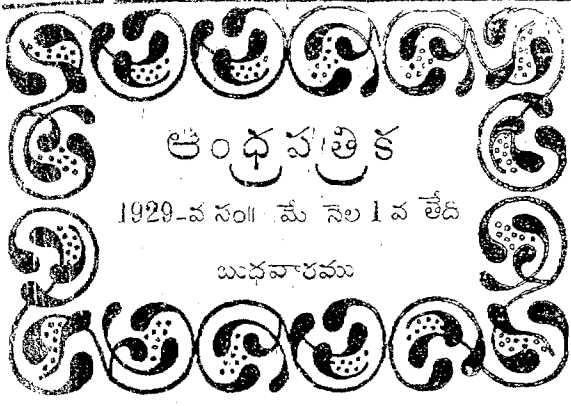 ఆంధ్రపత్రిక
1929-వ సం॥ మే నెల 1 వ తేది
బుధవారము